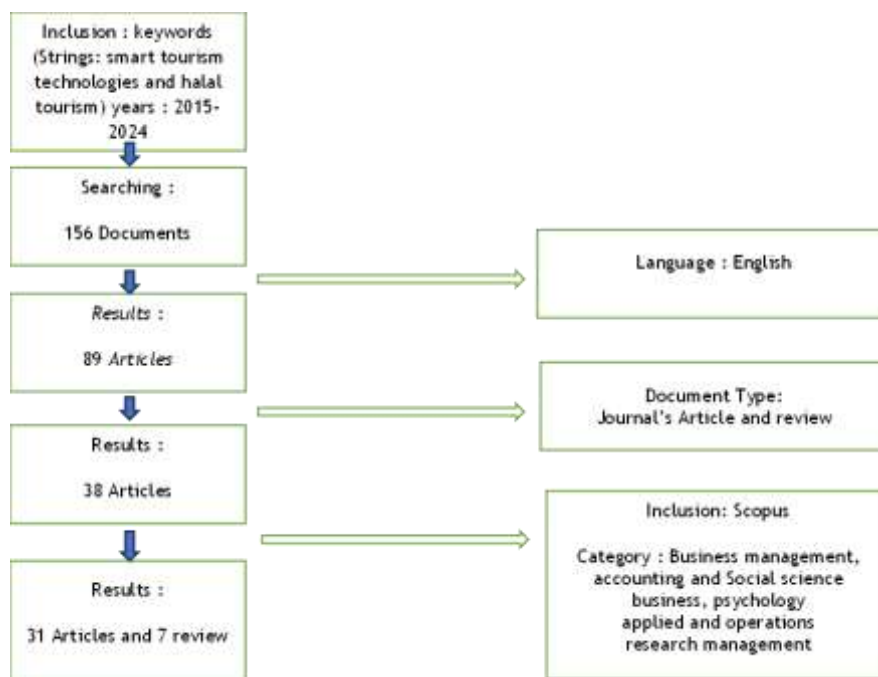 Inclusion : keywords
(Strings: smart tourism
technologies and halal
tourism) years : 2015-
2024
Searching :
156 Documents
Language : English
Results :
89 Articles
Document Type:
Journal's Article and review
Results :
38 Articles
Inclusion: Scopus
Category : Business management,
accounting and Social science
business, psychology
applied and operations
research management
Results :
31 Articles and 7 review